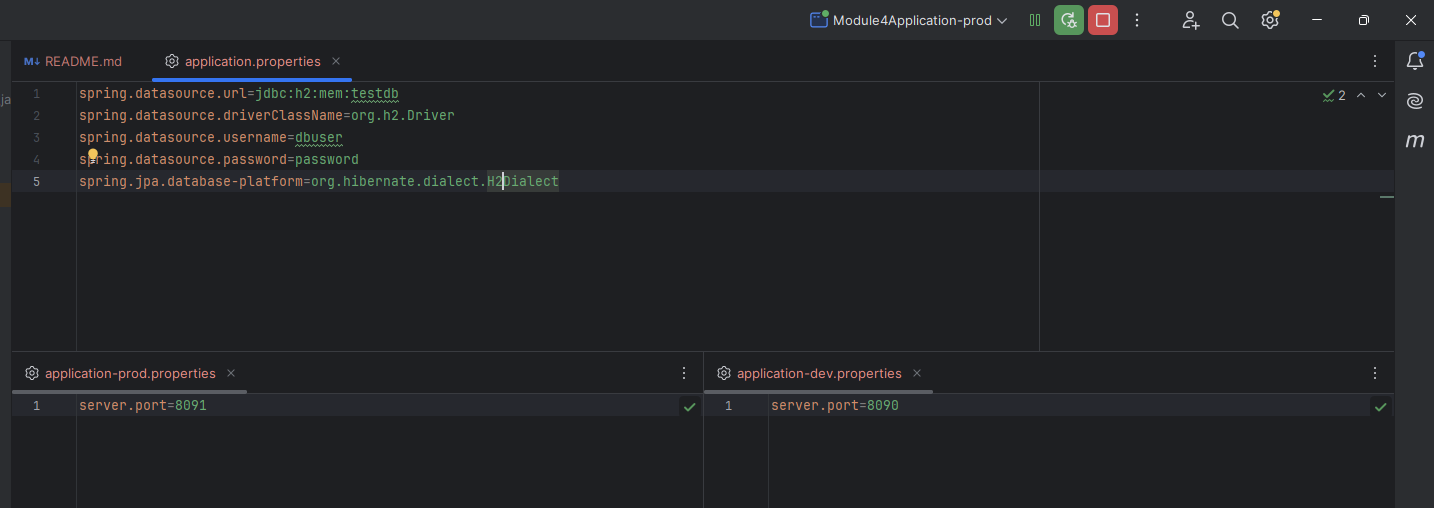 Module4Application-prod
README.md
application.properties
ja
1 spring.datasource.url=jdbc:h2:mem:testdb
2 spring.datasource.driverClassName=org.h2.Driver
3 spring.datasource.username=dbuser
4 spring.datasource.password=password
5 spring.jpa.database-platform=org.hibernate.dialect.H2Dialect
2
m
application-prod.properties
1 server.port=8091
application-dev.properties
1 server.port=8090